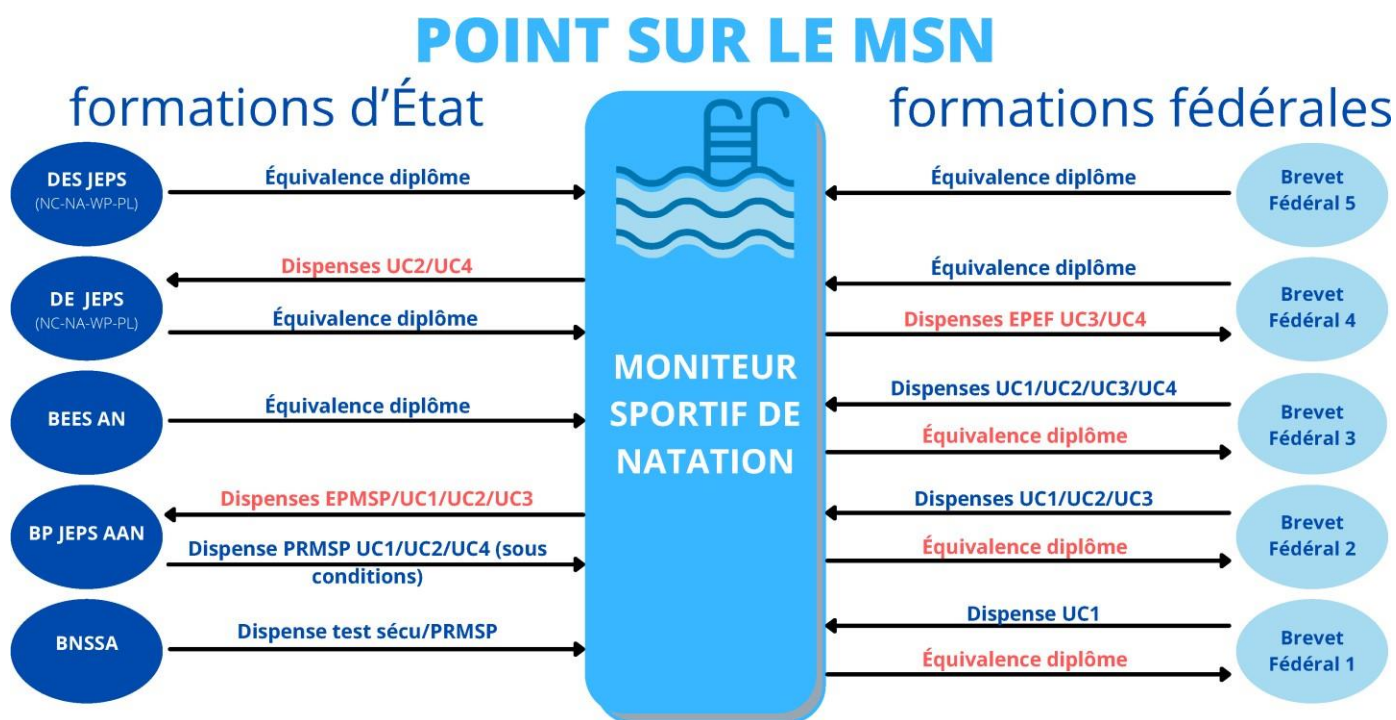 POINT SUR LE MSN
formations d'État
DES JEPS
(NC-NA-WP-PL)
Équivalence diplôme
DE JEPS
(NC-NA-WP-PL)
Dispenses UC2/UC4
Équivalence diplôme
BEES AN
Équivalence diplôme
BP JEPS AAN
Dispenses EPMSP/UC1/UC2/UC3
Dispense PRMSP UC1/UC2/UC4 (sous
conditions)
BNSSA
Dispense test sécu/PRMSP
MONITEUR
SPORTIF DE
NATATION
formations fédérales
Équivalence diplôme
Brevet
Fédéral 5
Équivalence diplôme
Dispenses EPEF UC3/UC4
Brevet
Fédéral 4
Dispenses UC1/UC2/UC3/UC4
Équivalence diplôme
Brevet
Fédéral 3
Dispenses UC1/UC2/UC3
Équivalence diplôme
Brevet
Fédéral 2
Dispense UC1
Équivalence diplôme
Brevet
Fédéral 1